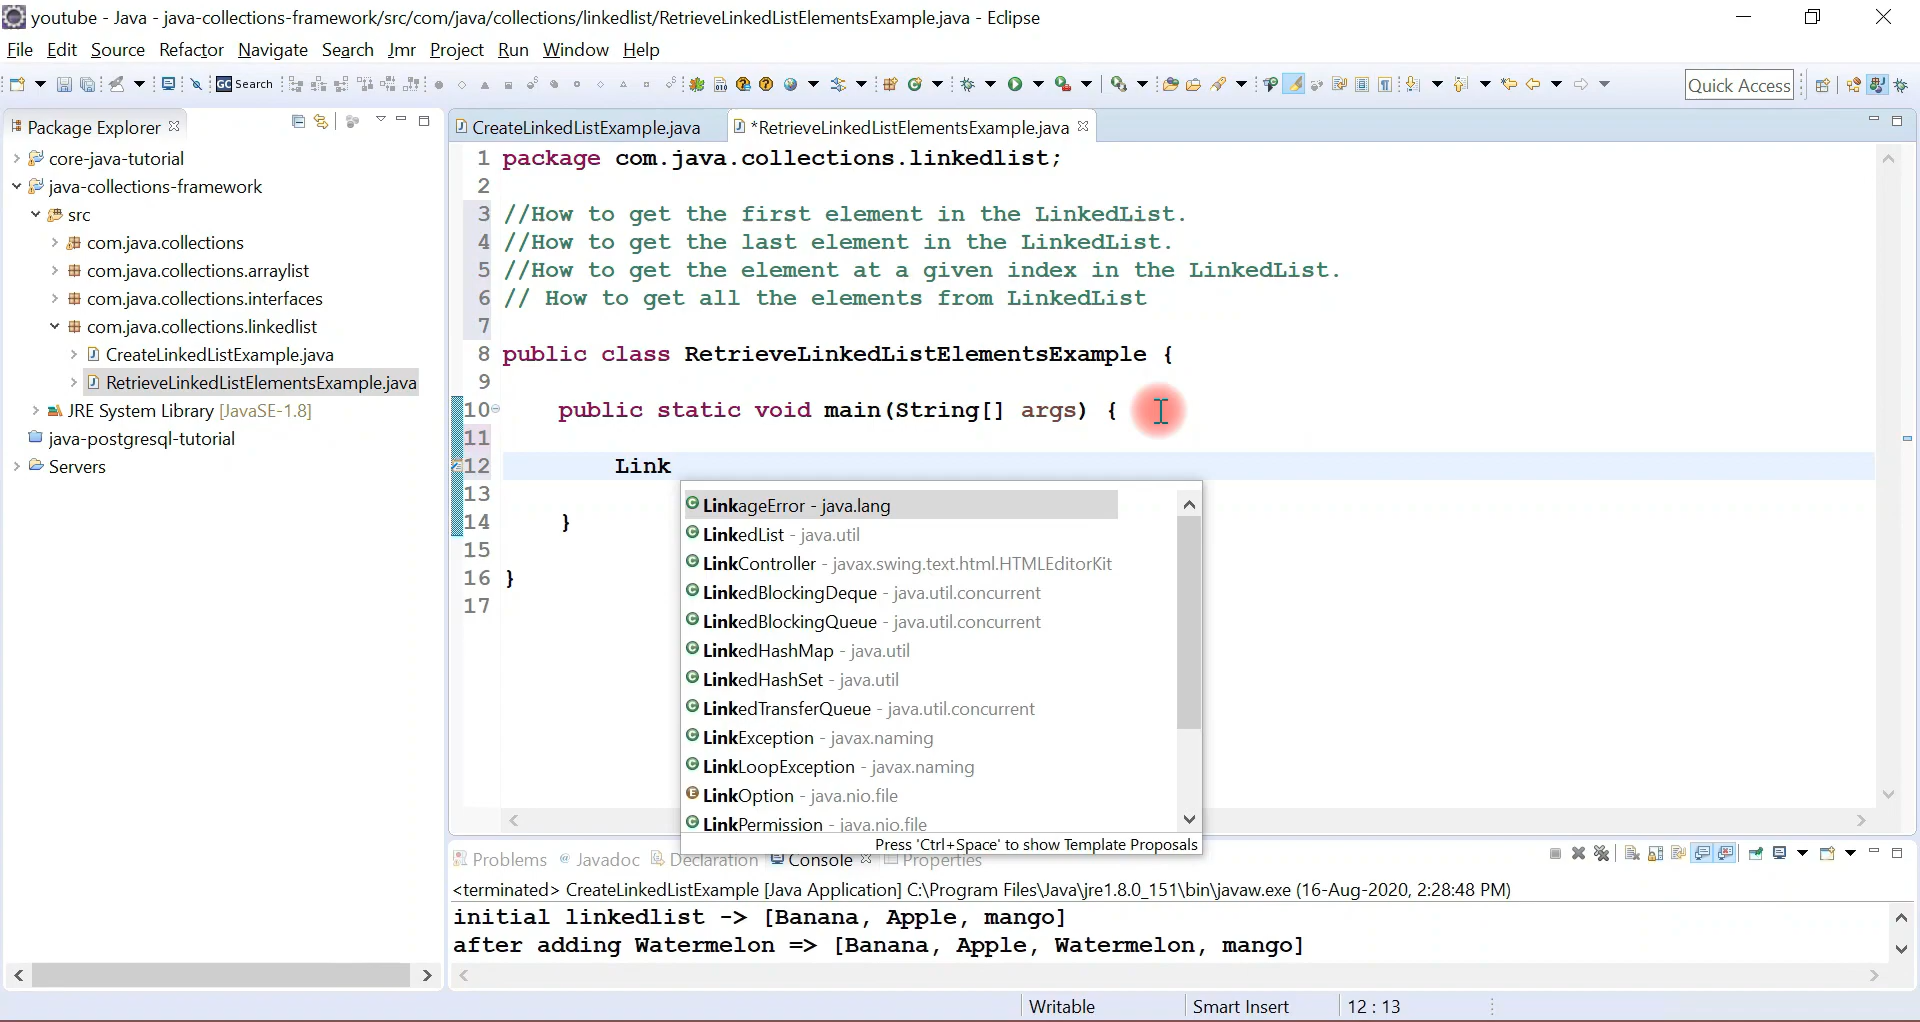 youtube - Java - java-collections-framework/src/com/java/collections/linkedlist/RetrieveLinkedListElementsExample.java - Eclipse
File Edit Source Refactor Navigate Search Jmr Project Run Window Help
GC Search
Quick Access
Package Explorer
CreateLinkedListExample.java
*RetrieveLinkedListElementsExample.java
core-java-tutorial
java-collections-framework
src
com.java.collections
com.java.collections.arraylist
com.java.collections.interfaces
com.java.collections.linkedlist
CreateLinkedListExample.java
RetrieveLinkedListElementsExample.java
JRE System Library [JavaSE-1.8]
java-postgresql-tutorial
Servers
1 package com.java.collections.linkedlist;
2
3 //How to get the first element in the LinkedList.
4 //How to get the last element in the LinkedList.
5 //How to get the element at a given index in the LinkedList.
6 // How to get all the elements from LinkedList
7
8 public class RetrieveLinkedListElementsExample {
9
10 public static void main(String[] args) {
11
12 Link
13
14 }
15
16 }
17
LinkageError - java.lang
LinkedList - java.util
LinkController - javax.swing.text.html.HTMLEditorKit
LinkedBlockingDeque - java.util.concurrent
LinkedBlockingQueue - java.util.concurrent
LinkedHashMap - java.util
LinkedHashSet - java.util
LinkedTransferQueue - java.util.concurrent
LinkException - javax.naming
LinkLoopException - javax.naming
LinkOption - java.nio.file
LinkPermission - java.nio.file
Press 'Ctrl+Space' to show Template Proposals
Problems @ Javadoc Declaration Console Properties
<terminated> CreateLinkedListExample [Java Application] C:\Program Files\Java\jre1.8.0_151\bin\javaw.exe (16-Aug-2020, 2:28:48 PM)
initial linkedlist -> [Banana, Apple, mango]
after adding Watermelon => [Banana, Apple, Watermelon, mango]
Writable Smart Insert 12 : 13